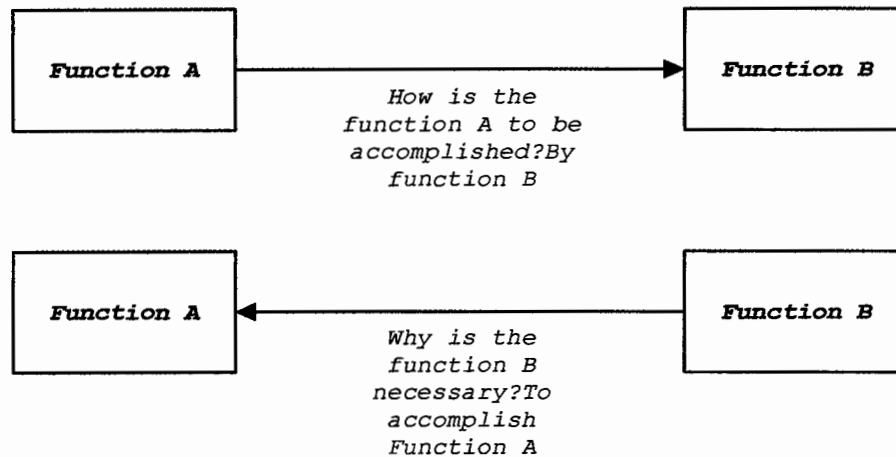 Function A
Function B
How is the
function A to be
accomplished?By
function B
Function A
Function B
Why is the
function B
necessary?To
accomplish
Function A